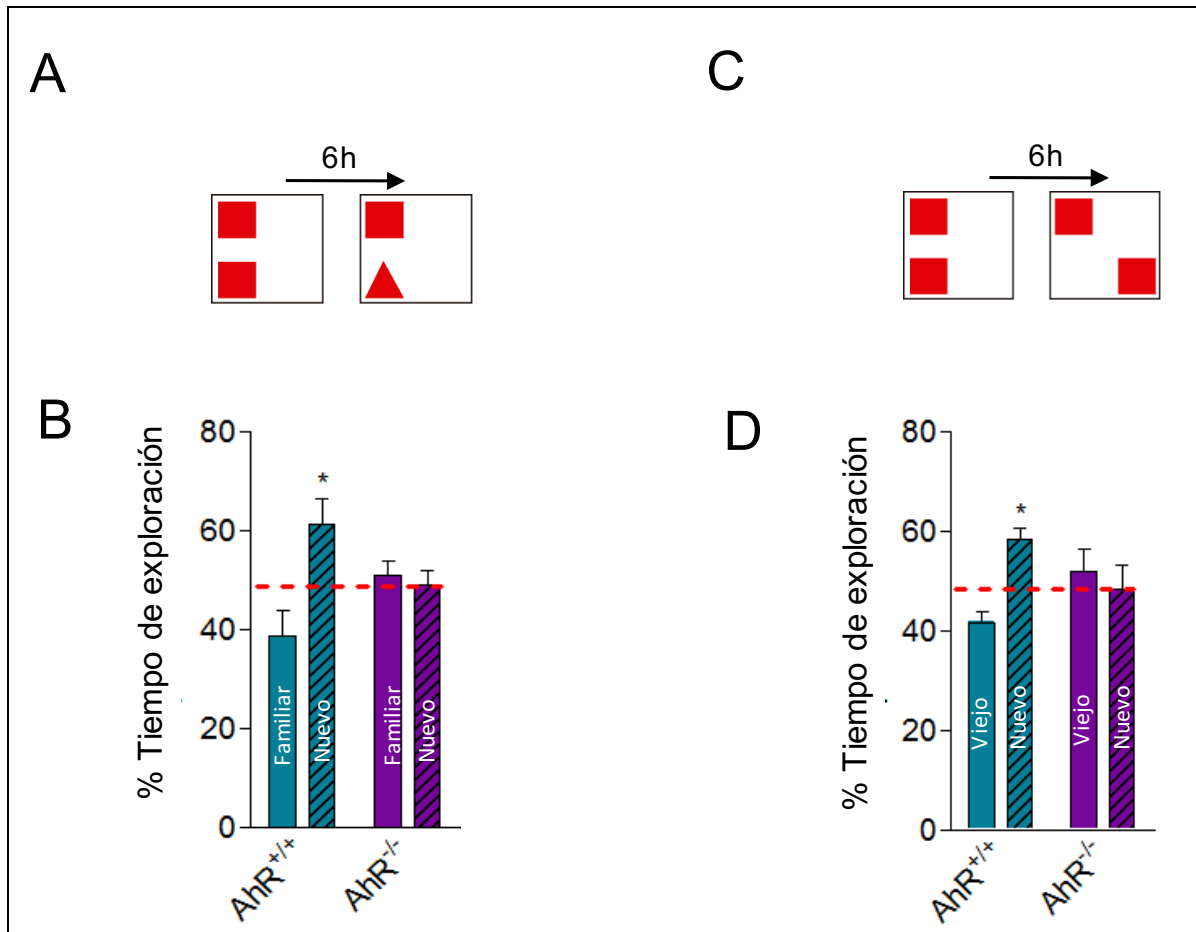 A
6h
B
% Tiempo de exploración
80
60
40
20
0
*
Familiar
Nuevo
Familiar
Nuevo
AhR+/+
AhR-/-
C
6h
D
% Tiempo de exploración
80
60
40
20
0
*
Viejo
Nuevo
Viejo
Nuevo
AhR+/+
AhR-/-